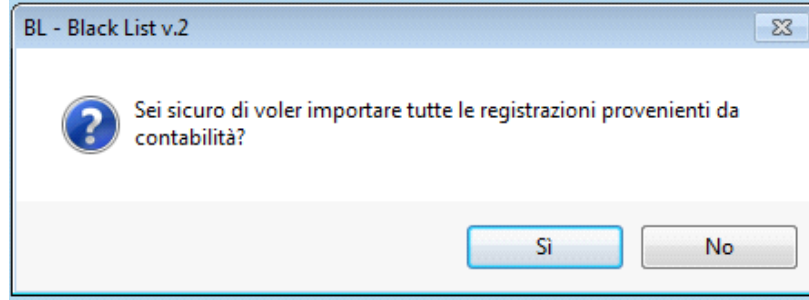 BL - Black List v.2
Sei sicuro di voler importare tutte le registrazioni provenienti da
contabilità?
Sì
No